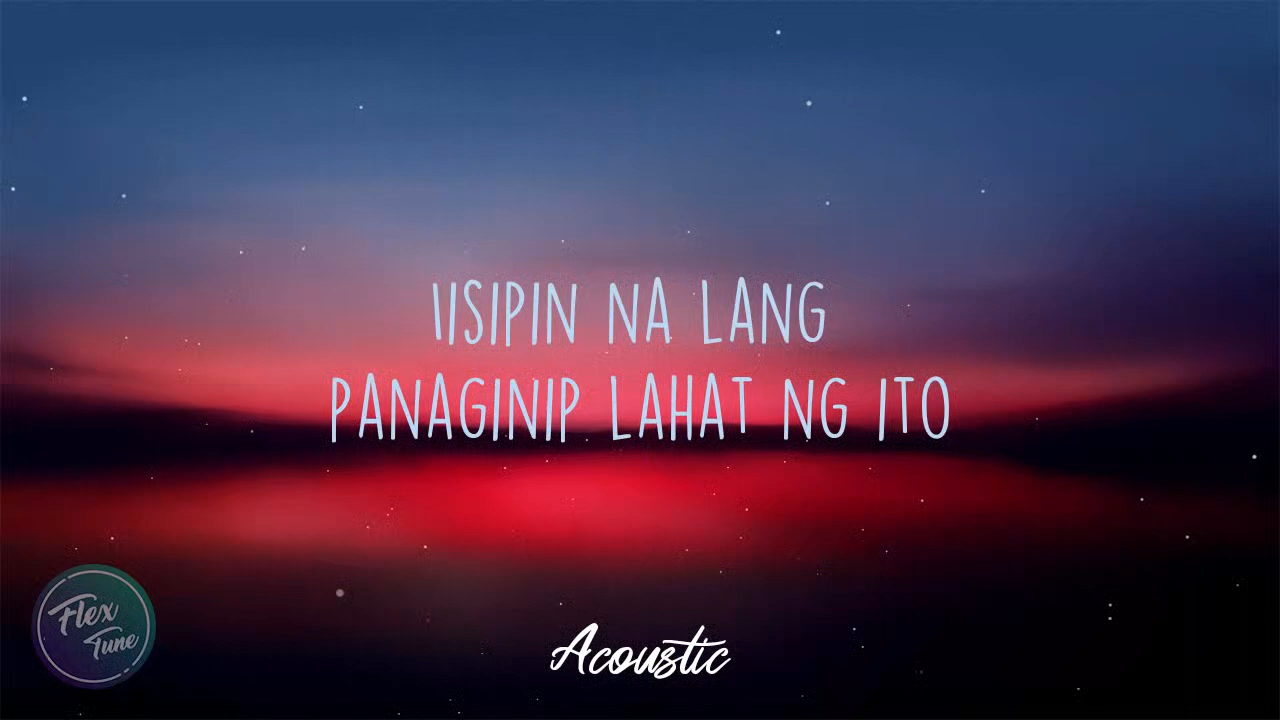 IISIPIN NA LANG
PANAGINIP LAHAT NG ITO
Flex
Tune
Acoustic